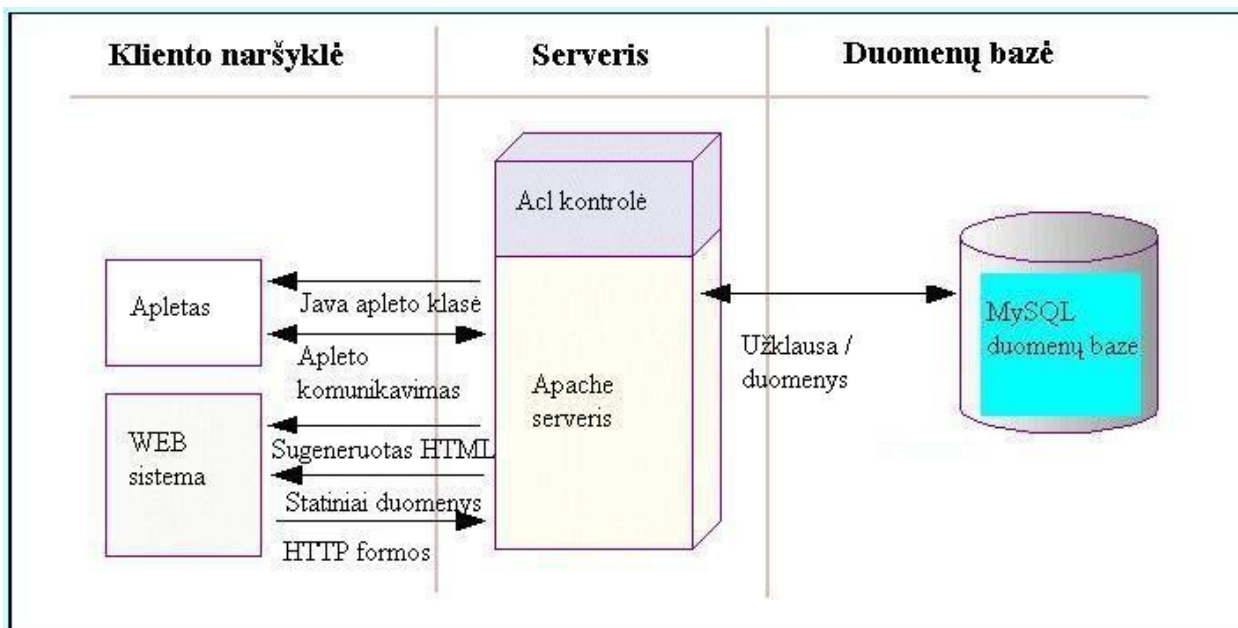 Kliento naršyklė
Serveris
Duomenų bazė
Acl kontrolė
Apletas
Java apleto klasė
Apleto
komunikavimas
WEB
sistema
Sugeneruotas HTML
Statiniai duomenys
HTTP formos
Apache
serveris
Užklausa /
duomenys
MySQL
duomenų bazė